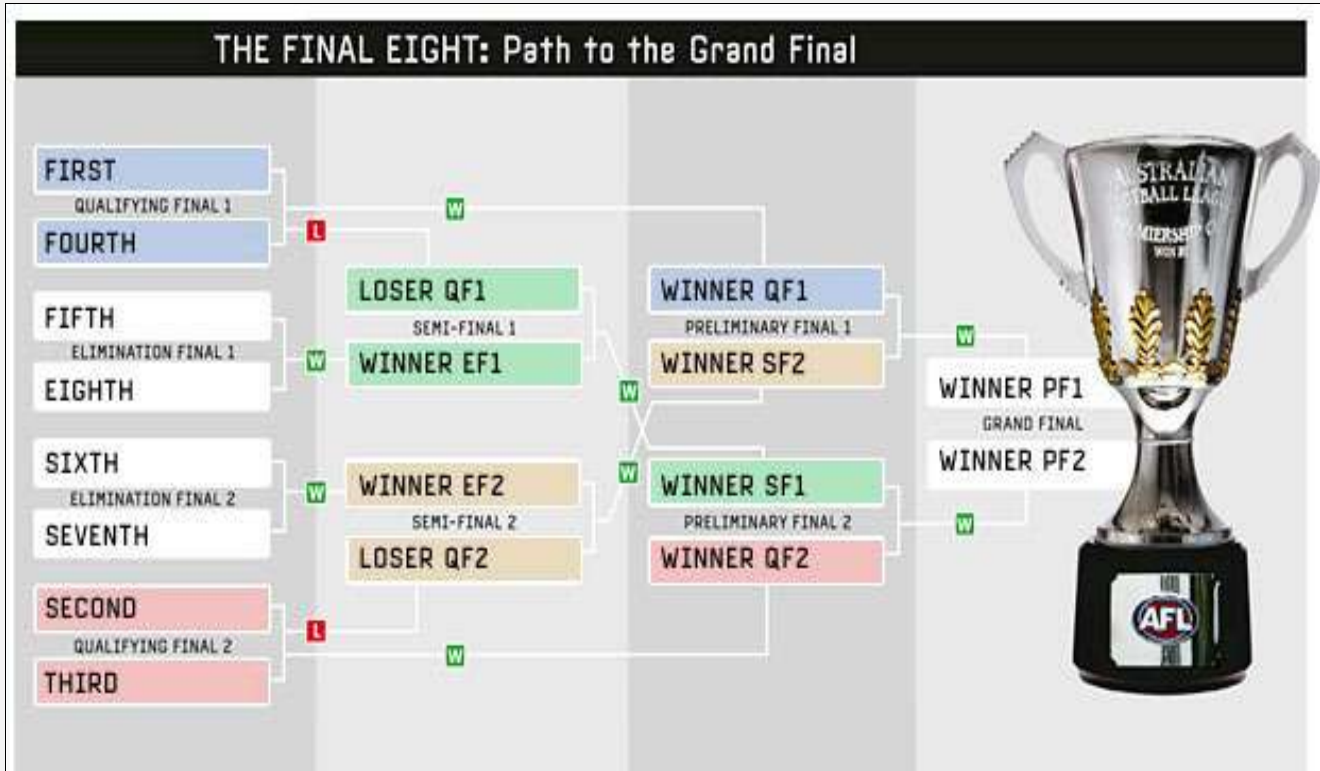 THE FINAL EIGHT: Path to the Grand Final
FIRST
QUALIFYING FINAL 1
FOURTH
FIFTH
ELIMINATION FINAL 1
EIGHTH
SIXTH
ELIMINATION FINAL 2
SEVENTH
SECOND
QUALIFYING FINAL 2
THIRD
L
W
W
L
W
W
LOSER QF1
SEMI-FINAL 1
WINNER EF1
WINNER EF2
SEMI-FINAL 2
LOSER QF2
W
W
WINNER QF1
PRELIMINARY FINAL 1
WINNER SF2
WINNER SF1
PRELIMINARY FINAL 2
WINNER QF2
W
W
WINNER PF1
GRAND FINAL
WINNER PF2
AFL